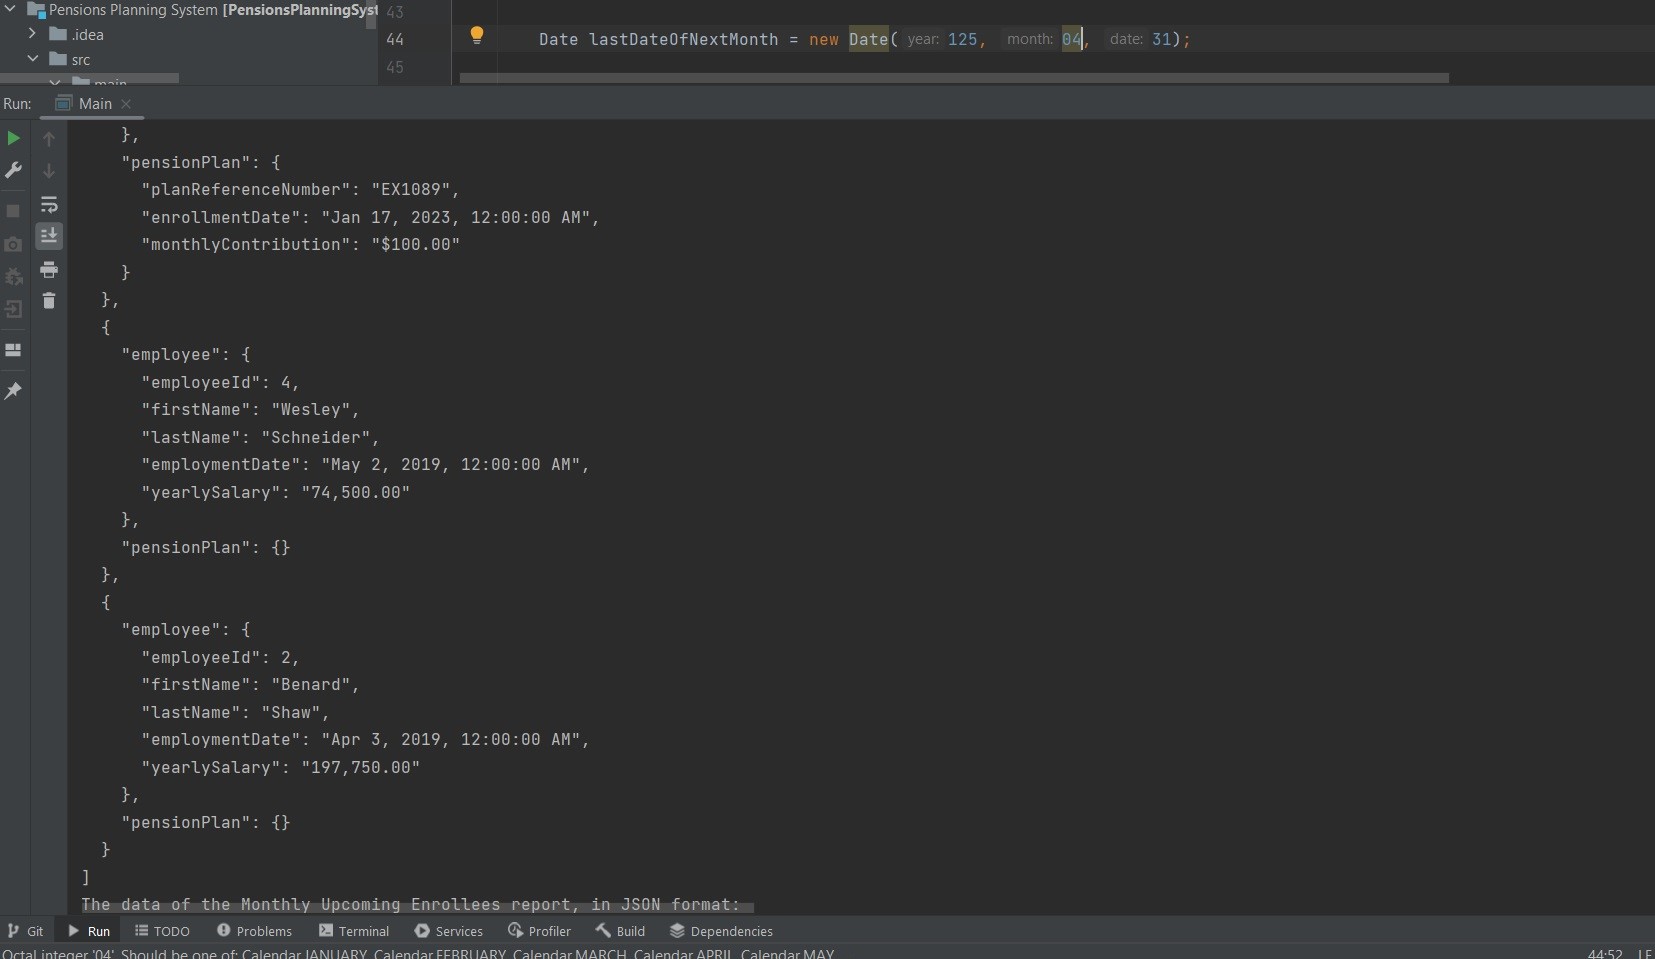 Pensions Planning System [PensionsPlanningSyst
.idea
src
main
43
44 Date lastDateOfNextMonth = new Date( year: 125, month: 04, date: 31);
45
Run: Main
},
"pensionPlan": {
"planReferenceNumber": "EX1089",
"enrollmentDate": "Jan 17, 2023, 12:00:00 AM",
"monthlyContribution": "$100.00"
}
},
{
"employee": {
"employeeId": 4,
"firstName": "Wesley",
"lastName": "Schneider",
"employmentDate": "May 2, 2019, 12:00:00 AM",
"yearlySalary": "74,500.00"
},
"pensionPlan": {}
},
{
"employee": {
"employeeId": 2,
"firstName": "Benard",
"lastName": "Shaw",
"employmentDate": "Apr 3, 2019, 12:00:00 AM",
"yearlySalary": "197,750.00"
},
"pensionPlan": {}
}
]
The data of the Monthly Upcoming Enrollees report, in JSON format:
Git Run TODO Problems Terminal Services Profiler Build Dependencies
Octal integer '04'. Should be one of: Calendar.JANUARY, Calendar.FEBRUARY, Calendar.MARCH, Calendar.APRIL, Calendar.MAY, 44:52 LF